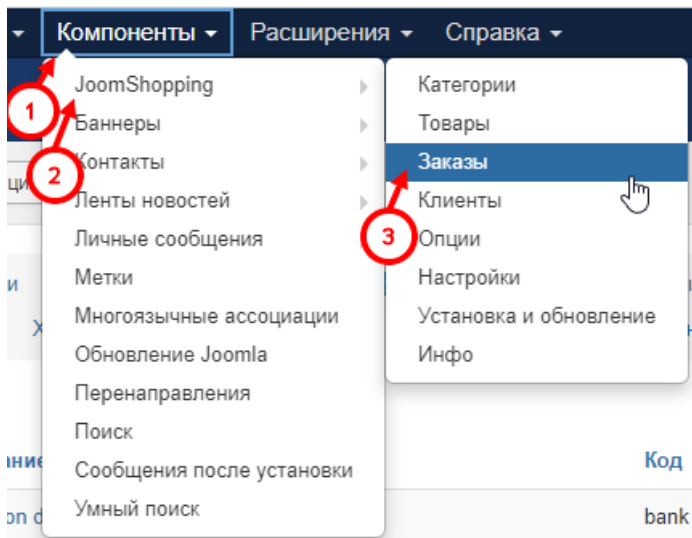 Компоненты Расширения Справка
JoomShopping
Баннеры
Контакты
Ленты новостей
Личные сообщения
Метки
Многоязычные ассоциации
Обновление Joomla
Перенаправления
Поиск
Сообщения после установки
Умный поиск
Категории
Товары
Заказы
Клиенты
Опции
Настройки
Установка и обновление
Инфо
1
2
3
Код
bank